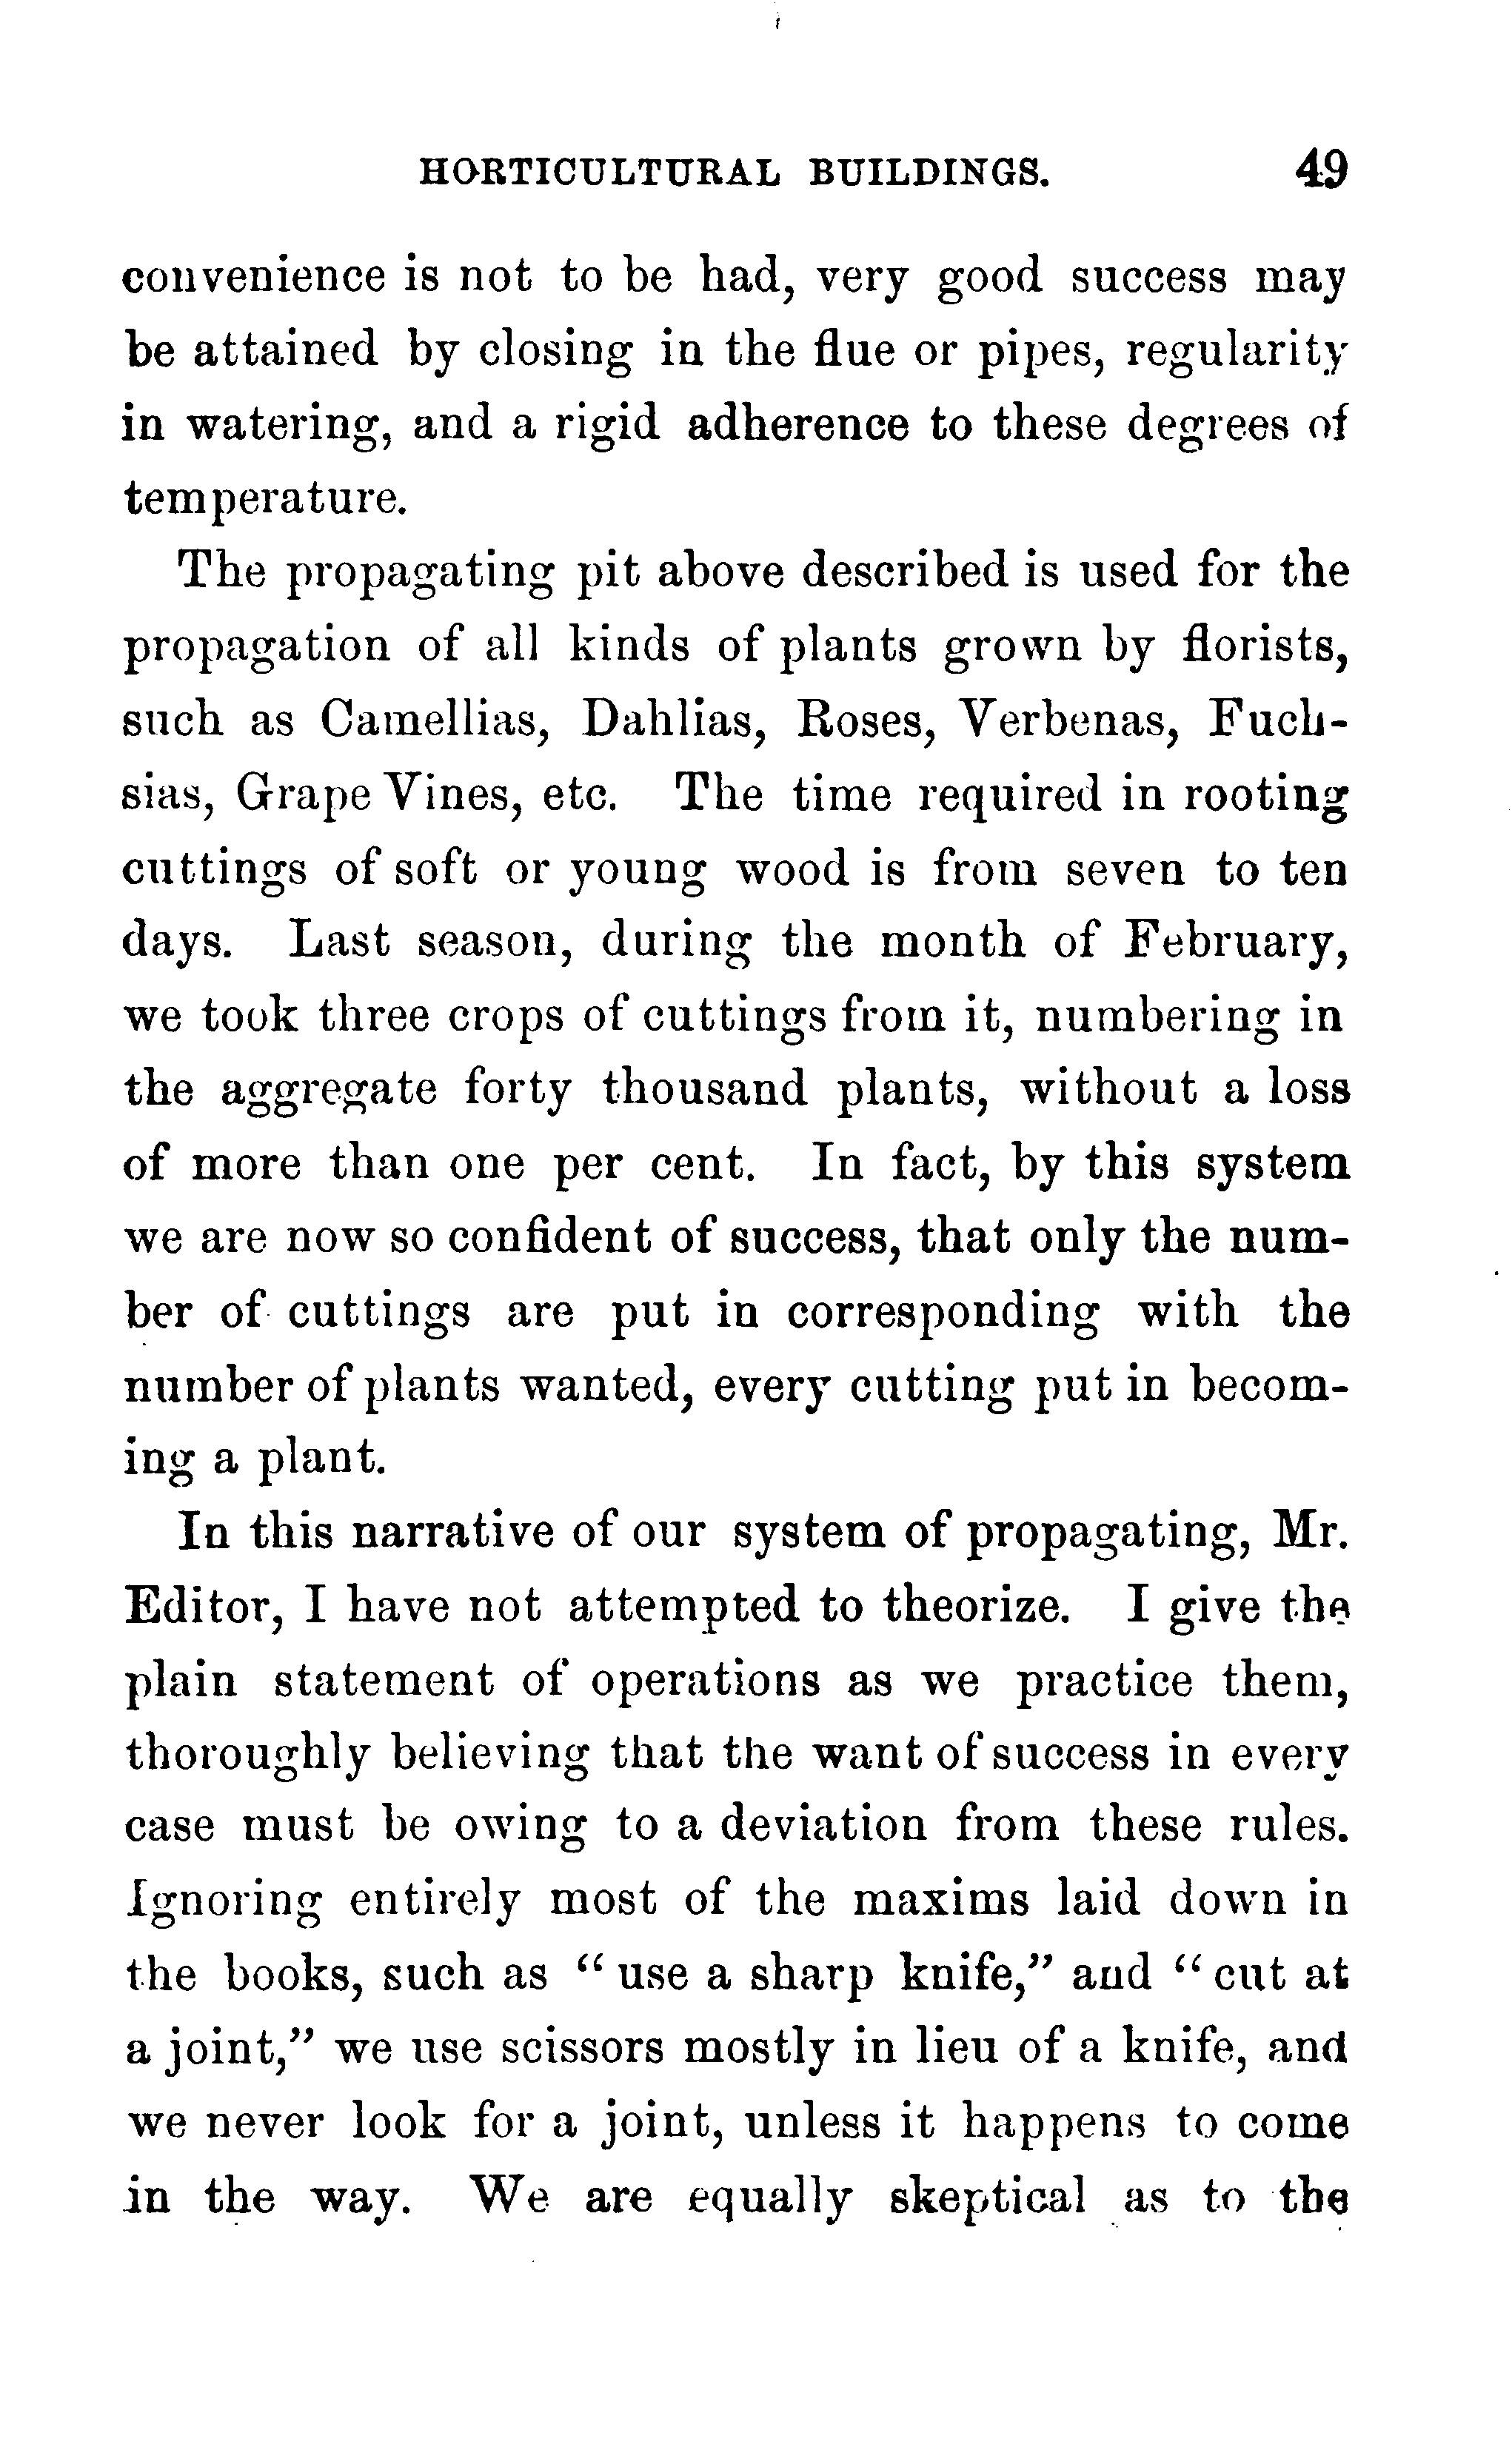 HORTICULTURAL BUILDINGS. 49
convenience is not to be had, very good success may
be attained by closing in the flue or pipes, regularity
in watering, and a rigid adherence to these degrees of
temperature.
The propagating pit above described is used for the
propagation of all kinds of plants grown by florists,
such as Camellias, Dahlias, Roses, Verbenas, Fuch-
sias, Grape Vines, etc. The time required in rooting
cuttings of soft or young wood is from seven to ten
days. Last season, during the month of February,
we took three crops of cuttings from it, numbering in
the aggregate forty thousand plants, without a loss
of more than one per cent. In fact, by this system
we are now so confident of success, that only the num-
ber of cuttings are put in corresponding with the
number of plants wanted, every cutting put in becom-
ing a plant.
In this narrative of our system of propagating, Mr.
Editor, I have not attempted to theorize. I give the
plain statement of operations as we practice them,
thoroughly believing that the want of success in every
case must be owing to a deviation from these rules.
Ignoring entirely most of the maxims laid down in
the books, such as “ use a sharp knife,” and “ cut at
a joint,” we use scissors mostly in lieu of a knife, and
we never look for a joint, unless it happens to come
in the way. We are equally skeptical as to the